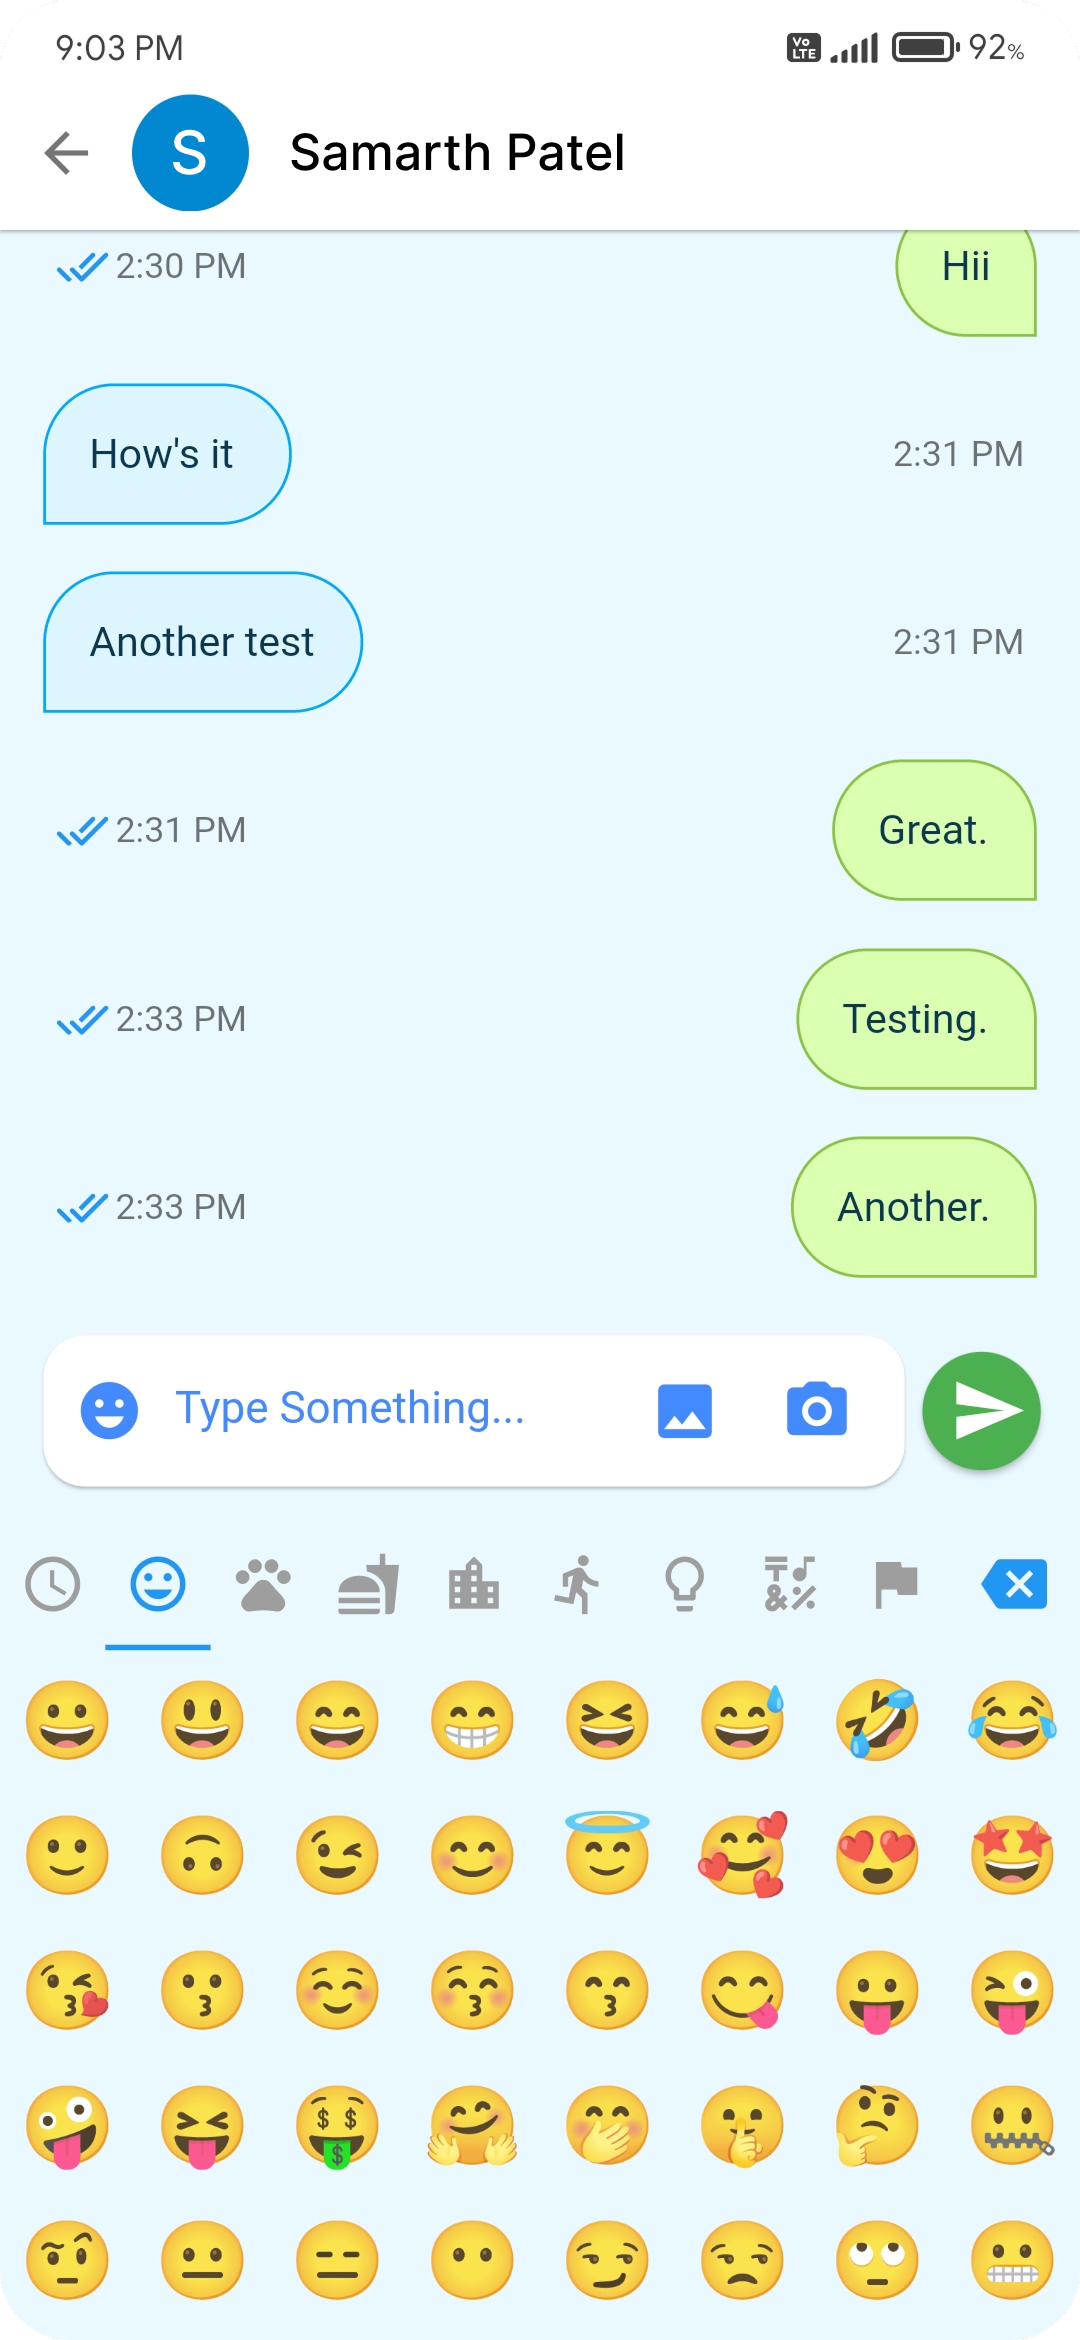 9:03 PM
Vo LTE
92%
S
Samarth Patel
2:30 PM
Hii
How's it
2:31 PM
Another test
2:31 PM
2:31 PM
Great.
2:33 PM
Testing.
2:33 PM
Another.
Type Something...